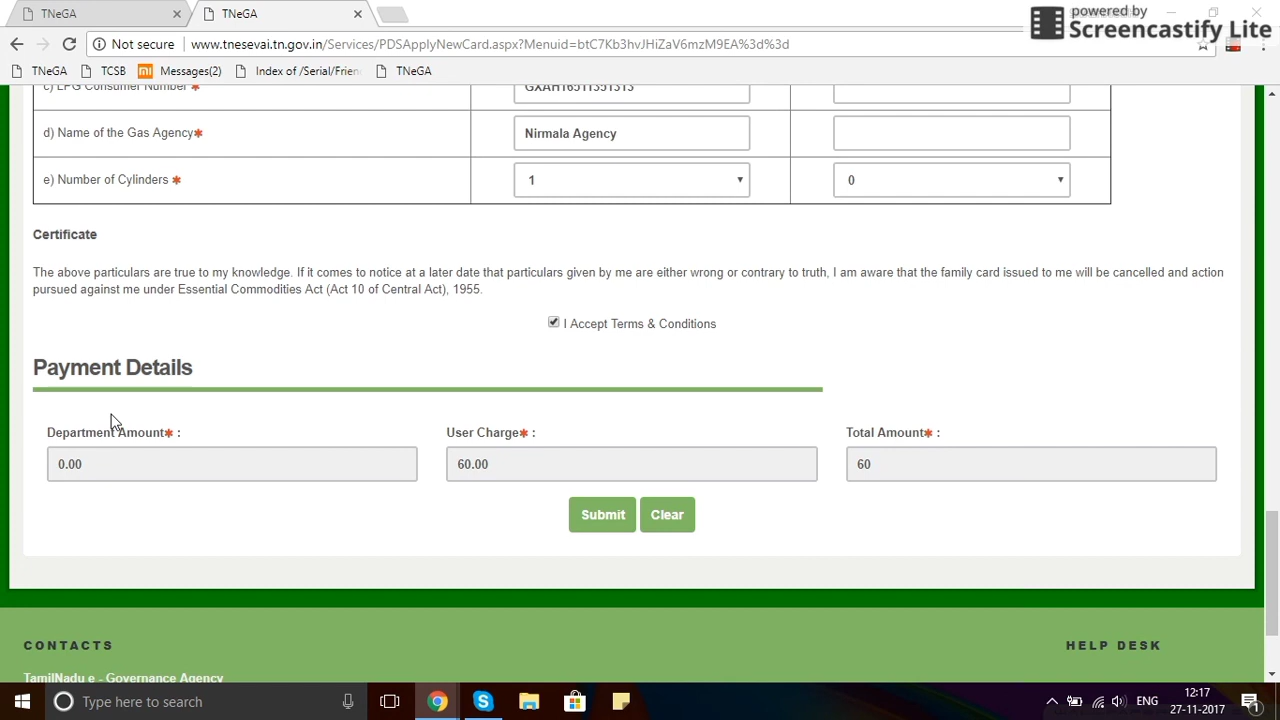 TNeGA
TNeGA
powered by
Screencastify Lite
Not secure
www.tnesevai.tn.gov.in/Services/PDSApplyNewCard.aspx?Menuid=btC7Kb3hvJHiZaV6mzM9EA%3d%3d
TNeGA TCSB Messages(2) Index of /Serial/Frien TNeGA
c) LPG Consumer Number * GXAH16511351313
d) Name of the Gas Agency* Nirmala Agency
e) Number of Cylinders * 1 0
Certificate
The above particulars are true to my knowledge. If it comes to notice at a later date that particulars given by me are either wrong or contrary to truth, I am aware that the family card issued to me will be cancelled and action
pursued against me under Essential Commodities Act (Act 10 of Central Act), 1955.
I Accept Terms & Conditions
Payment Details
Department Amount* : User Charge* : Total Amount* :
0.00 60.00 60
Submit Clear
CONTACTS HELP DESK
TamilNadu e - Governance Agency
Type here to search
ENG
12:17
27-11-2017
1